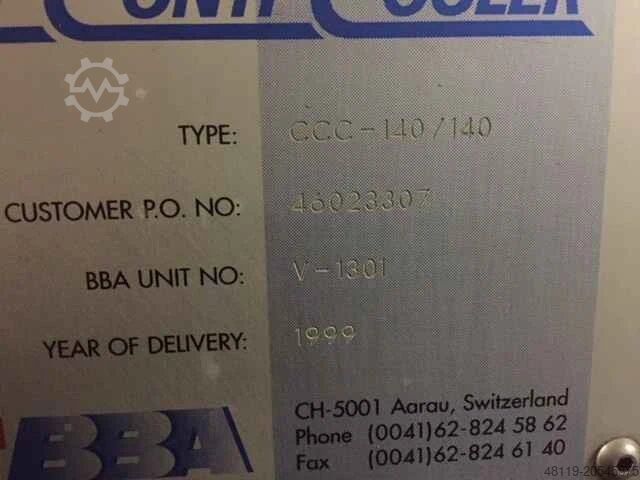 CONTI COOLER
TYPE: CCC-140/140
CUSTOMER P.O. NO: 46023307
BBA UNIT NO: V-1301
YEAR OF DELIVERY: 1999
BBA
CH-5001 Aarau, Switzerland
Phone (0041)62-824 58 62
Fax (0041)62-824 61 40